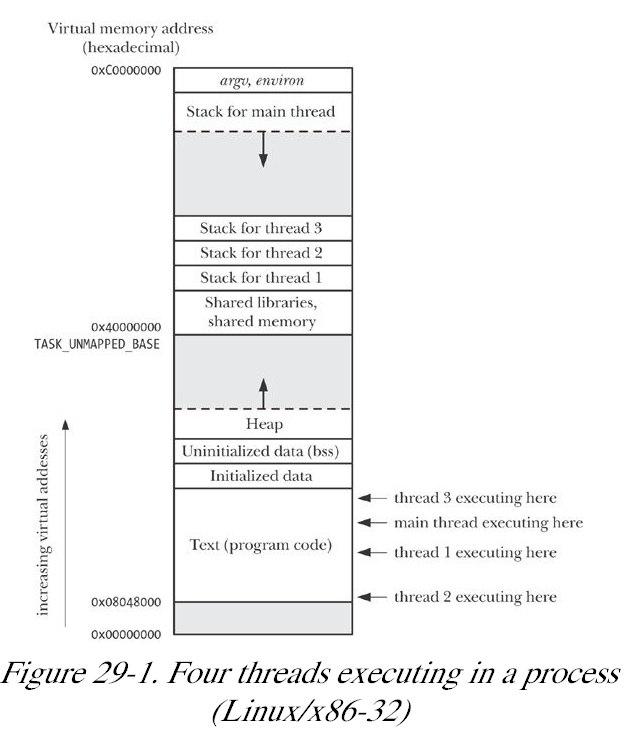 Virtual memory address
(hexadecimal)
0xC0000000
argv, environ
Stack for main thread
Stack for thread 3
Stack for thread 2
Stack for thread 1
Shared libraries,
shared memory
0x40000000
TASK_UNMAPPED_BASE
Heap
Uninitialized data (bss)
Initialized data
increasing virtual addesses
thread 3 executing here
main thread executing here
Text (program code)
thread 1 executing here
thread 2 executing here
0x08048000
0x00000000
Figure 29-1. Four threads executing in a process
(Linux/x86-32)